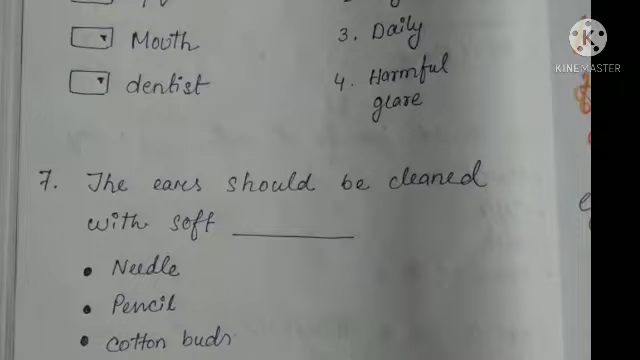 Mouth
3. Daily
dentist
4. Harmful
glare
7. The ears should be cleaned
with soft
• Needle
• Pencil
• Cotton buds
KINEMASTER